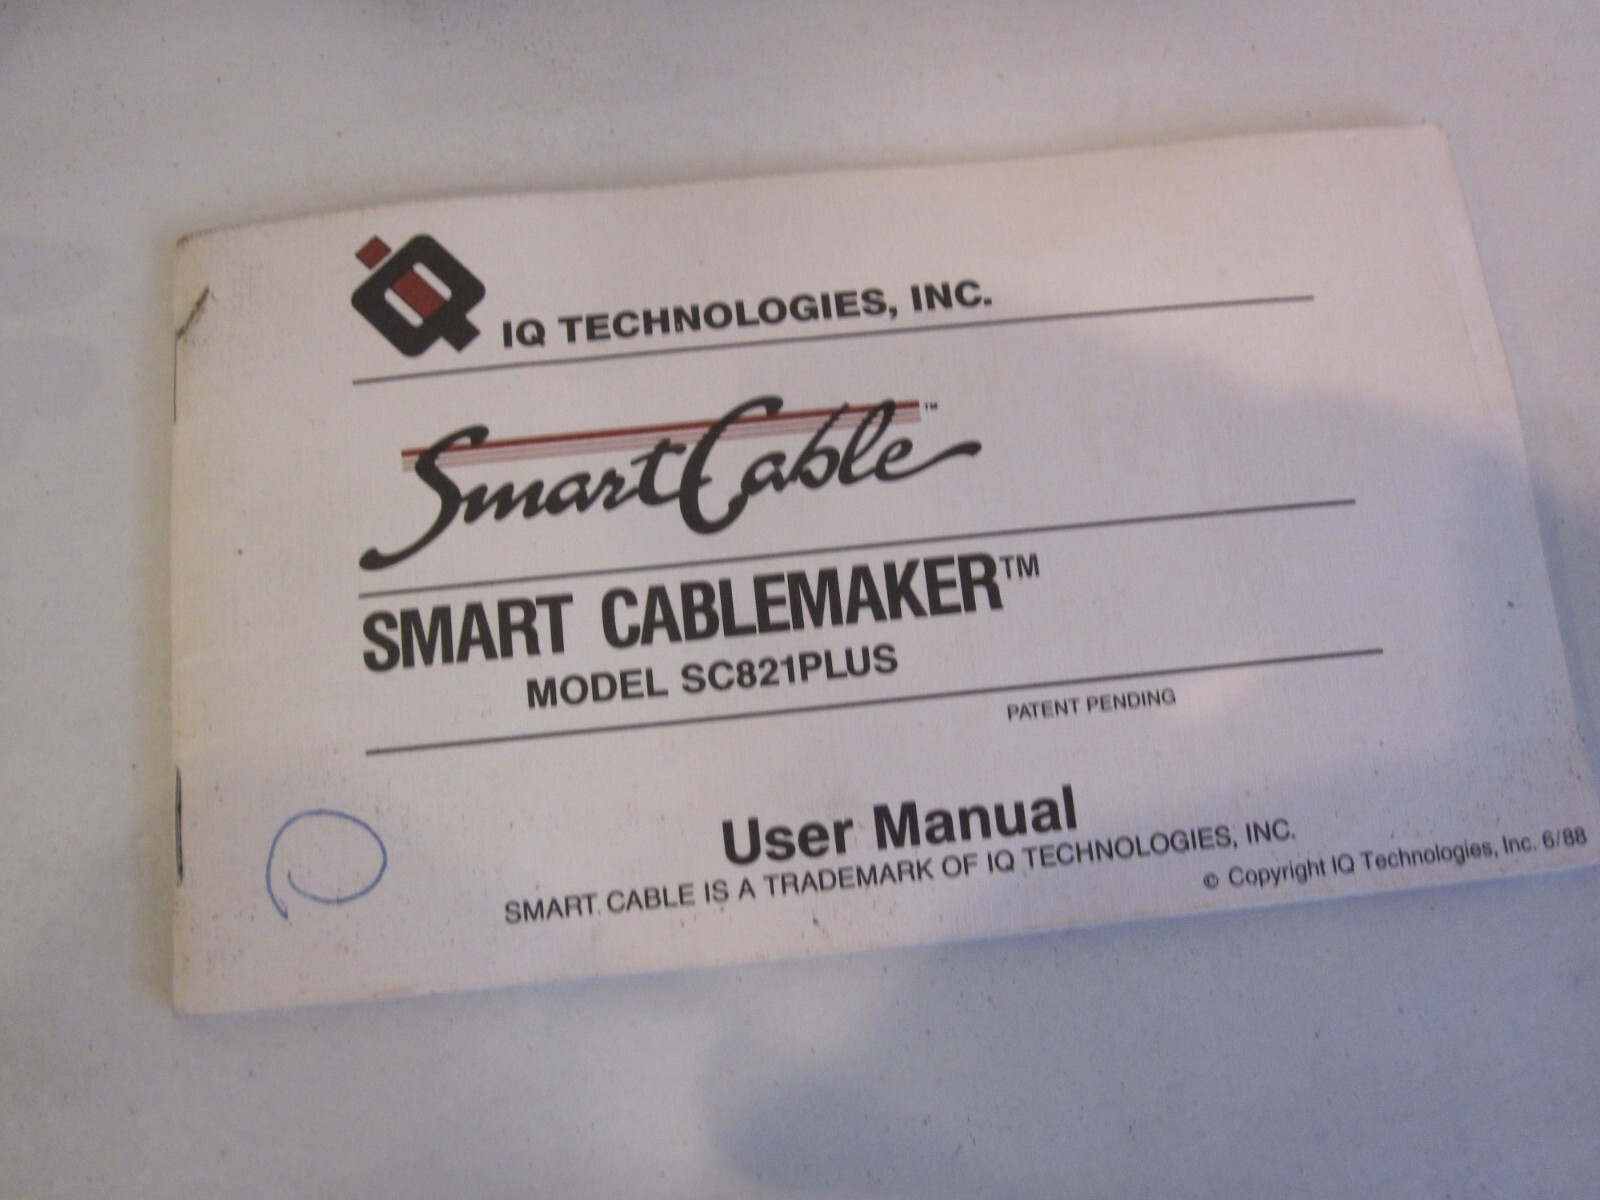 iQ
IQ TECHNOLOGIES, INC.
SmartCable™
SMART CABLEMAKER™
MODEL SC821PLUS
PATENT PENDING
User Manual
SMART CABLE IS A TRADEMARK OF IQ TECHNOLOGIES, INC.
© Copyright IQ Technologies, Inc. 6/88